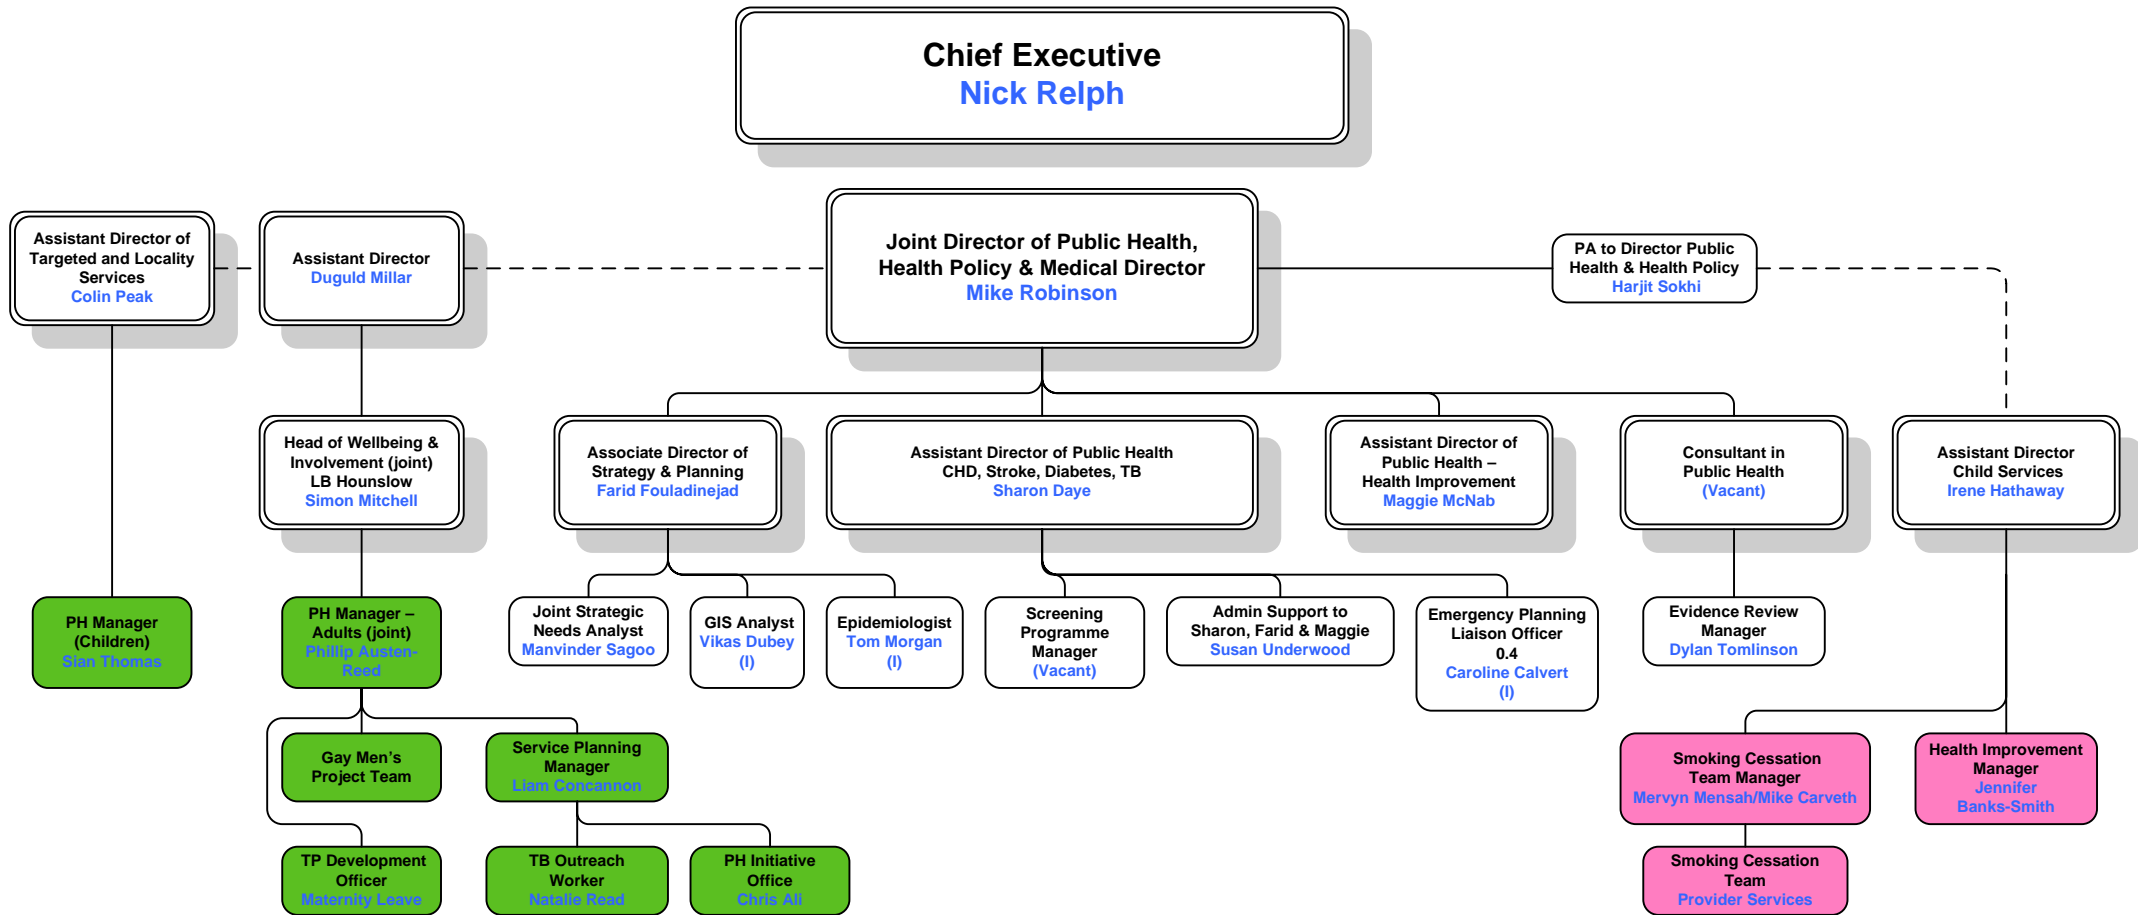 Chief Executive
Nick Relph
Assistant Director of
Targeted and Locality
Services
Colin Peak
Assistant Director
Duguld Millar
Joint Director of Public Health,
Health Policy & Medical Director
Mike Robinson
PA to Director Public
Health & Health Policy
Harjit Sokhi
Head of Wellbeing &
Involvement (joint)
LB Hounslow
Simon Mitchell
Associate Director of
Strategy & Planning
Farid Fouladinejad
Assistant Director of Public Health
CHD, Stroke, Diabetes, TB
Sharon Daye
Assistant Director of
Public Health –
Health Improvement
Maggie McNab
Consultant in
Public Health
(Vacant)
Assistant Director
Child Services
Irene Hathaway
PH Manager
(Children)
Sian Thomas
PH Manager –
Adults (joint)
Phillip Austen-
Reed
Joint Strategic
Needs Analyst
Manvinder Sagoo
GIS Analyst
Vikas Dubey
(I)
Epidemiologist
Tom Morgan
(I)
Screening
Programme
Manager
(Vacant)
Admin Support to
Sharon, Farid & Maggie
Susan Underwood
Emergency Planning
Liaison Officer
0.4
Caroline Calvert
(I)
Evidence Review
Manager
Dylan Tomlinson
Gay Men's
Project Team
Service Planning
Manager
Liam Concannon
Smoking Cessation
Team Manager
Mervyn Mensah/Mike Carveth
Health Improvement
Manager
Jennifer
Banks-Smith
TP Development
Officer
Maternity Leave
TB Outreach
Worker
Natalie Read
PH Initiative
Office
Chris Ali
Smoking Cessation
Team
Provider Services